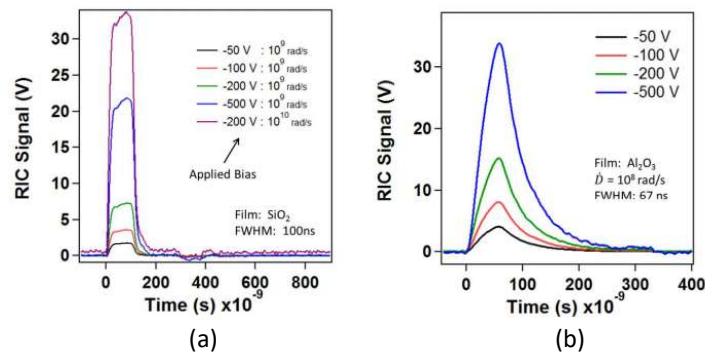 RIC Signal (V)
30
25
20
15
10
5
0
-50 V : 10⁹ rad/s
-100 V : 10⁹ rad/s
-200 V : 10⁹ rad/s
-500 V : 10⁹ rad/s
-200 V : 10¹⁰ rad/s
Applied Bias
Film: SiO₂
FWHM: 100ns
0 200 400 600 800
Time (s) x10⁻⁹
(a)
RIC Signal (V)
30
20
10
0
-50 V
-100 V
-200 V
-500 V
Film: Al₂O₃
Ḋ = 10⁸ rad/s
FWHM: 67 ns
0 100 200 300 400
Time (s) x10⁻⁹
(b)